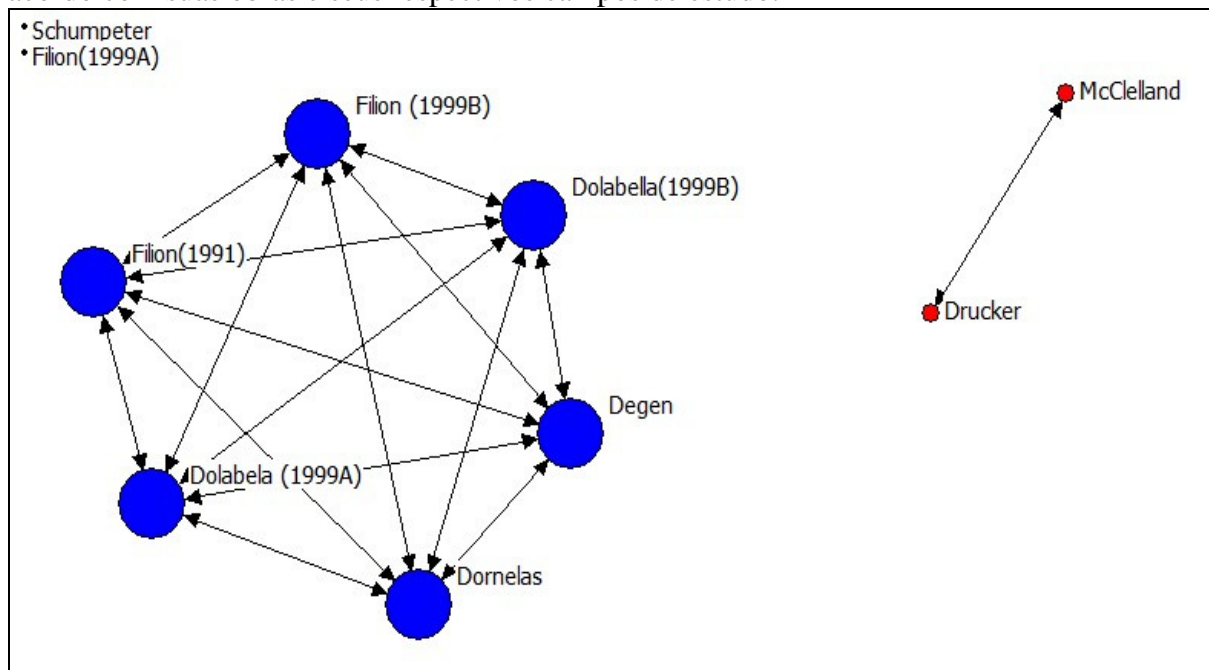 • Schumpeter
• Filion(1999A)
Filion (1999B)
McClelland
Dolabella(1999B)
Filion(1991)
Drucker
Degen
Dolabela (1999A)
Dornelas